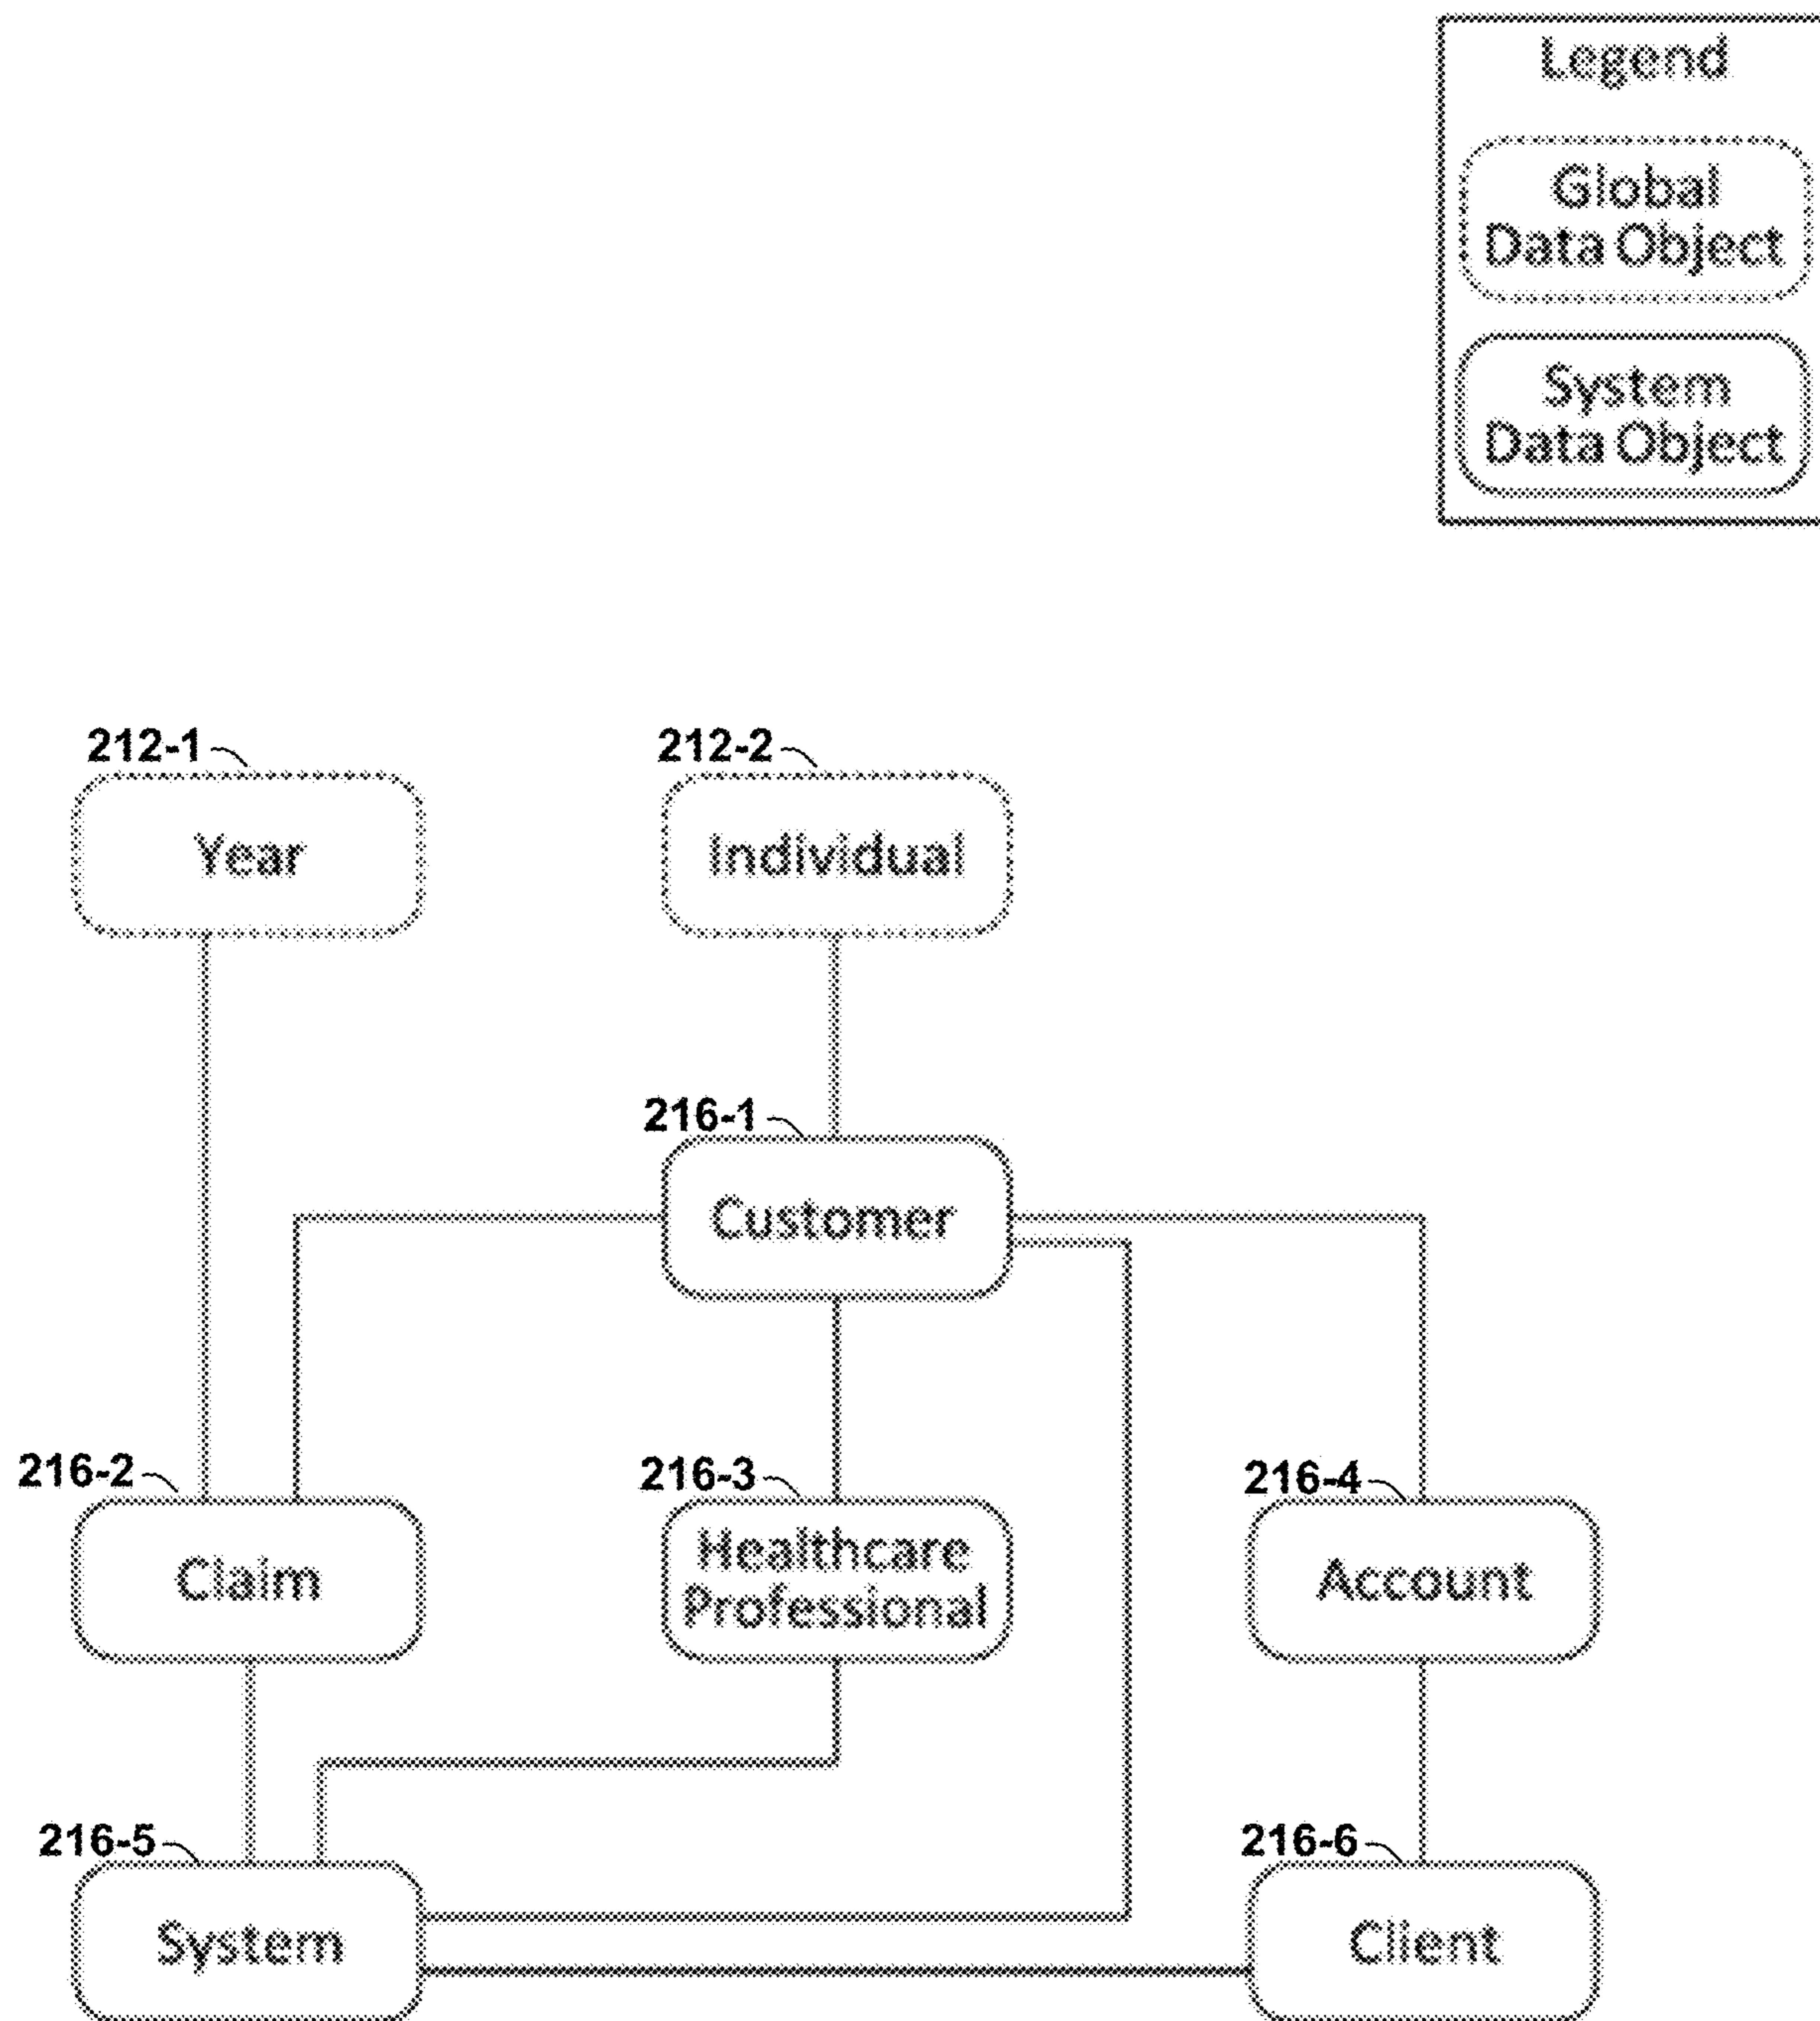 Legend
Global
Data Object
System
Data Object
212-1
212-2
Year
Individual
216-1
Customer
216-2
216-3
216-4
Claim
Healthcare
Professional
Account
216-5
216-6
System
Client